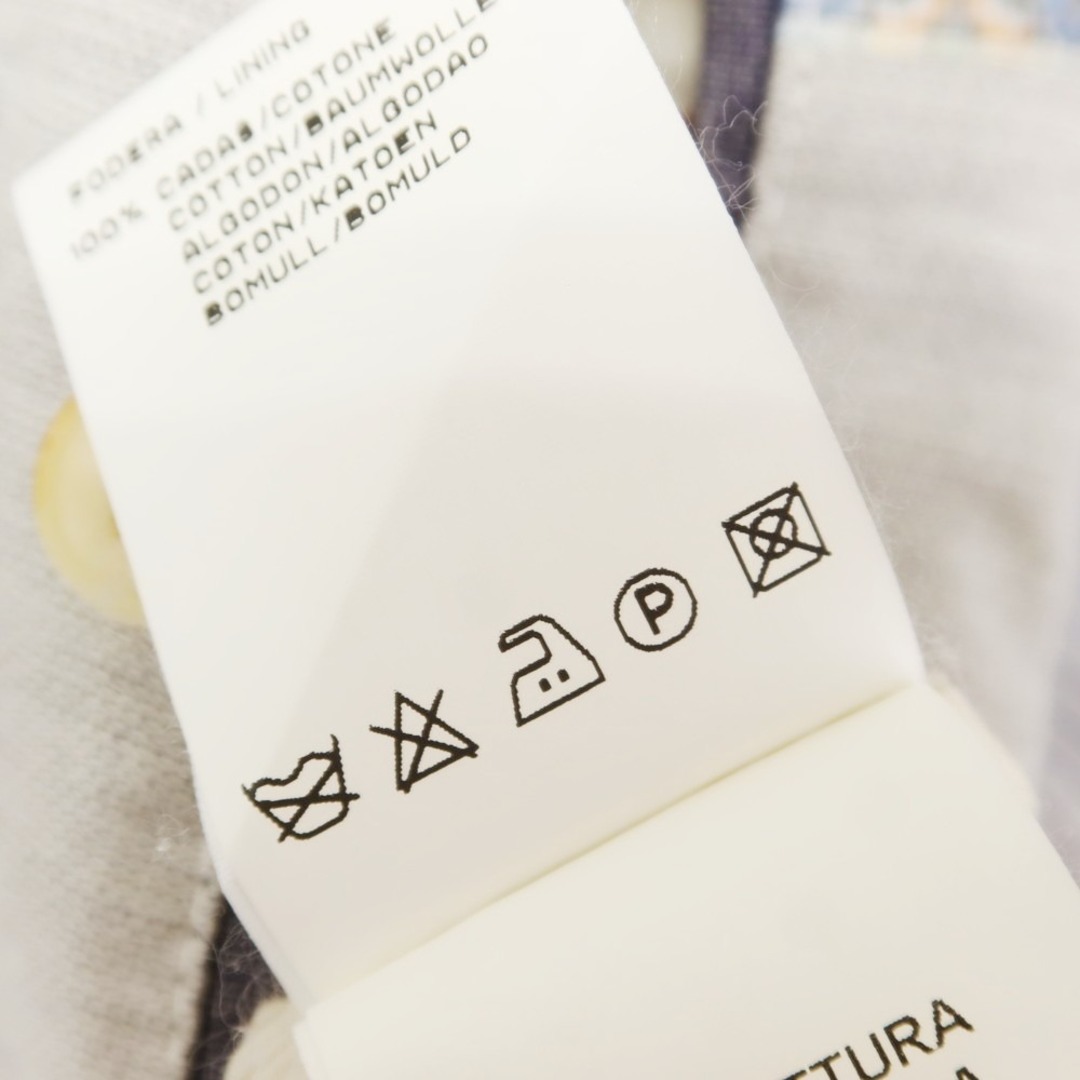 FODERA / LINING
100% CADAS/COTONE
COTTON/BAUMWOLLE
ALGODON/ALGODAO
COTON/KATOEN
BOMULL/BOMULD
P
TTURA
A